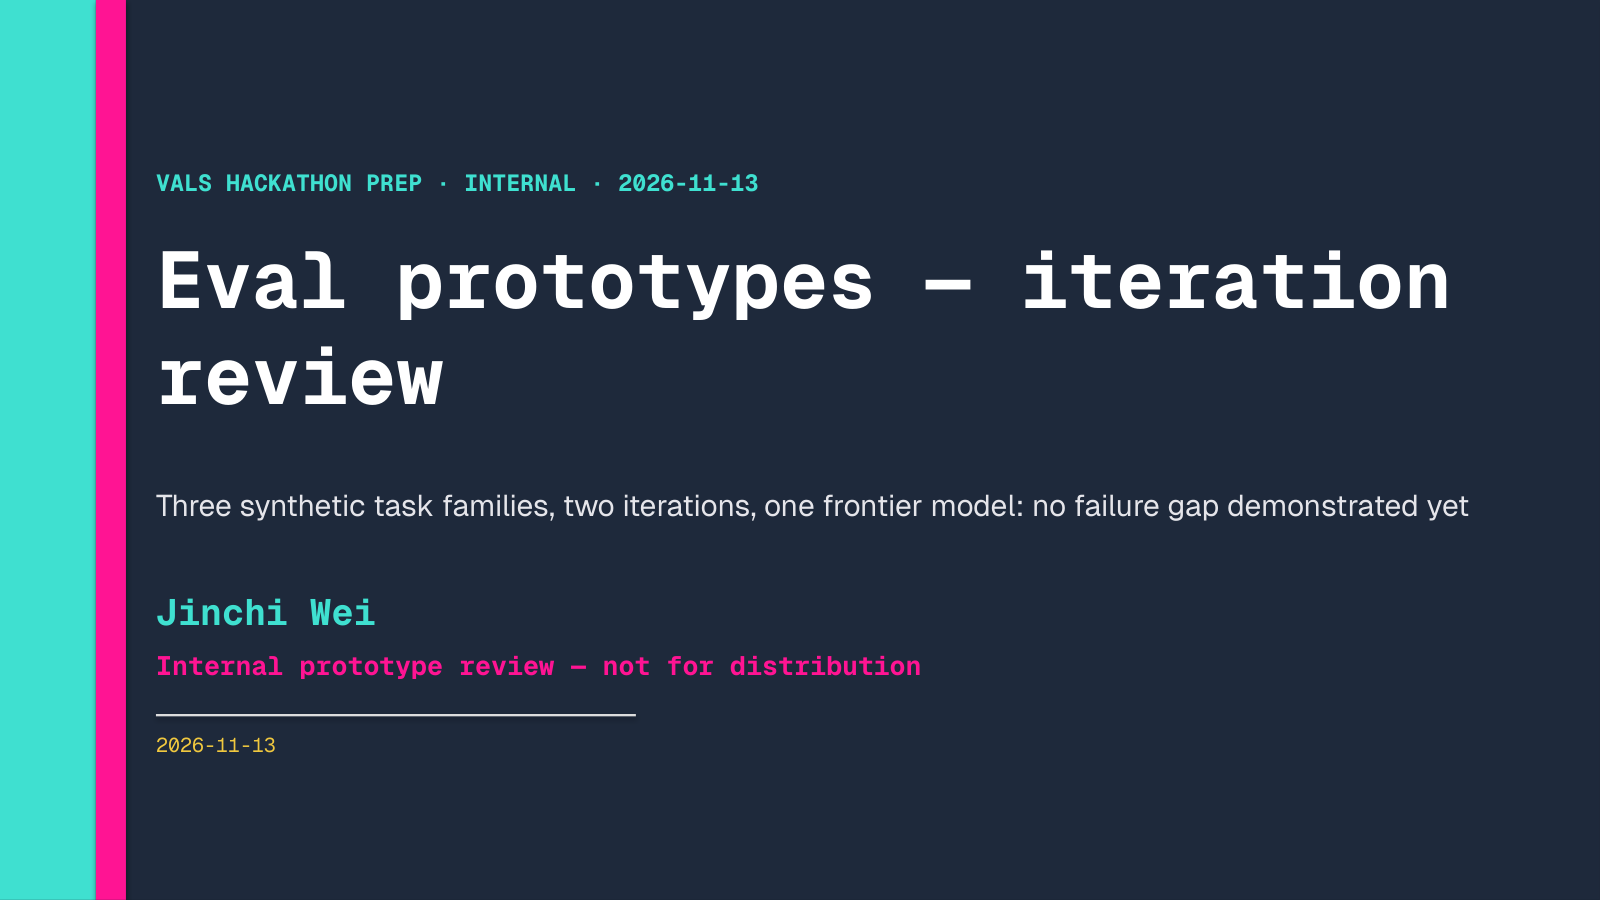 VALS HACKATHON PREP · INTERNAL · 2026-11-13
Eval prototypes — iteration
review
Three synthetic task families, two iterations, one frontier model: no failure gap demonstrated yet
Jinchi Wei
Internal prototype review — not for distribution
2026-11-13